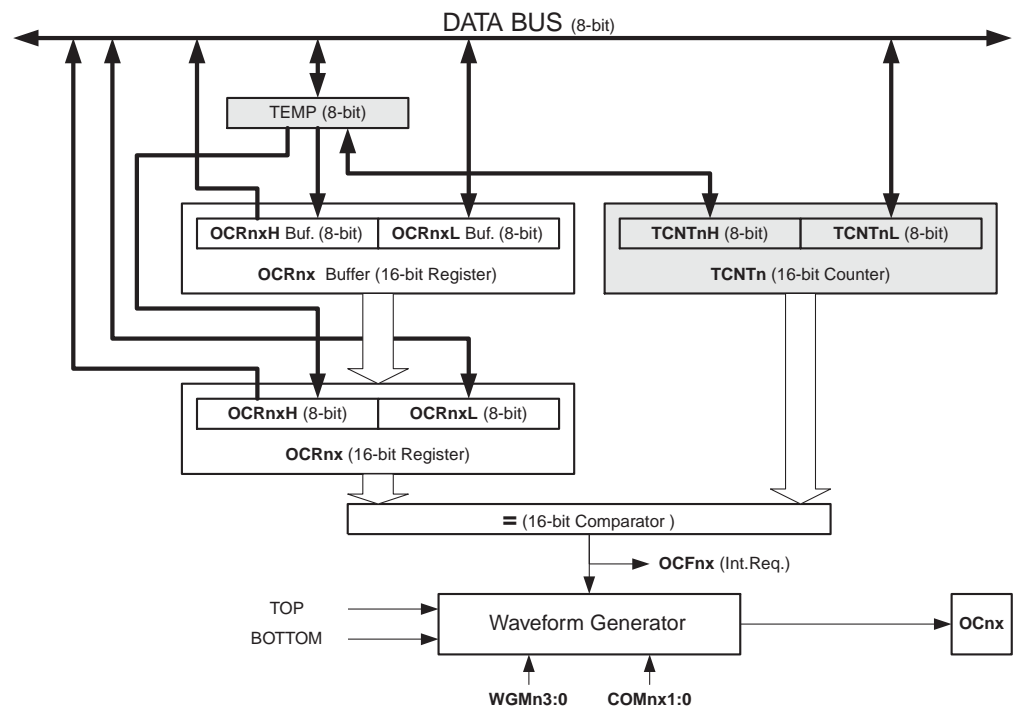 DATA BUS (8-bit)
TEMP (8-bit)
OCRnxH Buf. (8-bit) OCRnxL Buf. (8-bit)
OCRnx Buffer (16-bit Register)
TCNTnH (8-bit) TCNTnL (8-bit)
TCNTn (16-bit Counter)
OCRnxH (8-bit) OCRnxL (8-bit)
OCRnx (16-bit Register)
= (16-bit Comparator )
OCFnx (Int.Req.)
TOP
BOTTOM
Waveform Generator
OCnx
WGMn3:0 COMnx1:0